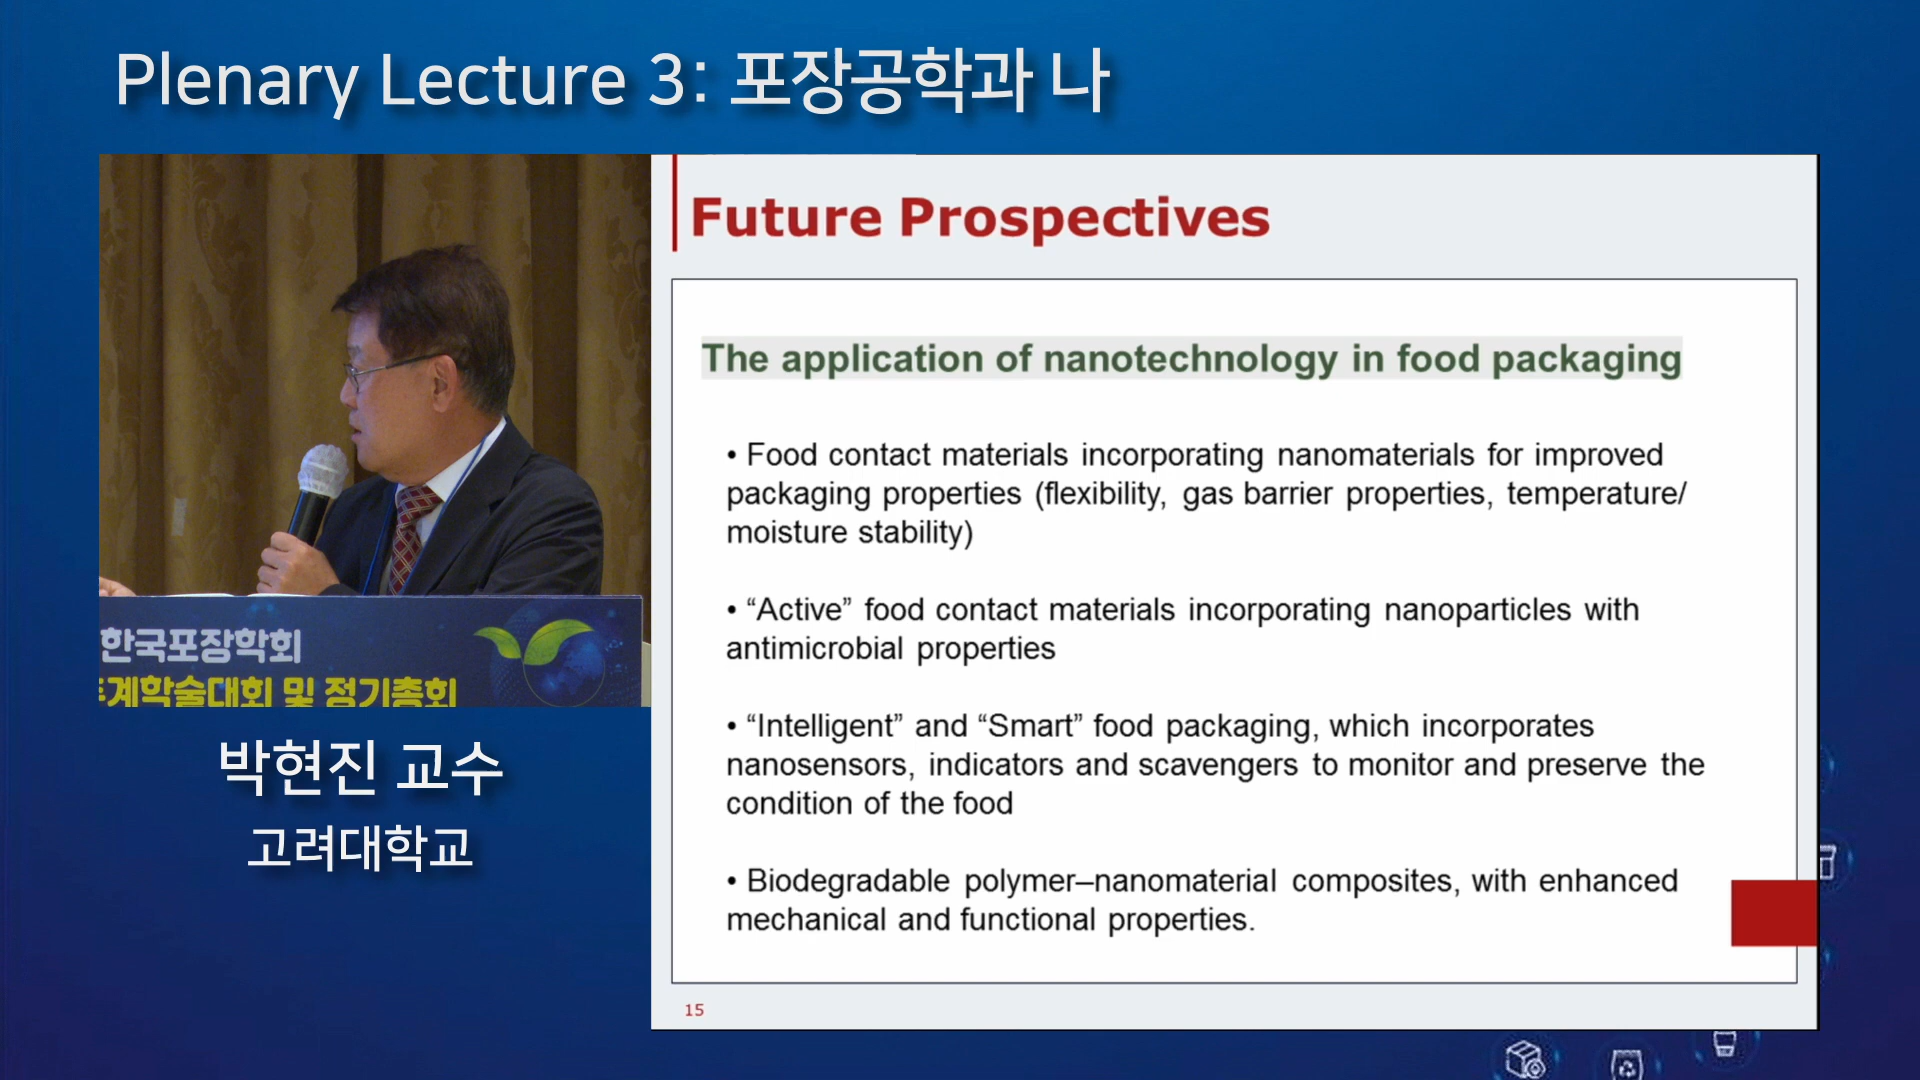 Plenary Lecture 3: 포장공학과 나
Future Prospectives
The application of nanotechnology in food packaging
• Food contact materials incorporating nanomaterials for improved
packaging properties (flexibility, gas barrier properties, temperature/
moisture stability)
• “Active” food contact materials incorporating nanoparticles with
antimicrobial properties
• “Intelligent” and “Smart” food packaging, which incorporates
nanosensors, indicators and scavengers to monitor and preserve the
condition of the food
• Biodegradable polymer–nanomaterial composites, with enhanced
mechanical and functional properties.
15
한국포장학회
계학술대회 및 정기총회
박현진 교수
고려대학교